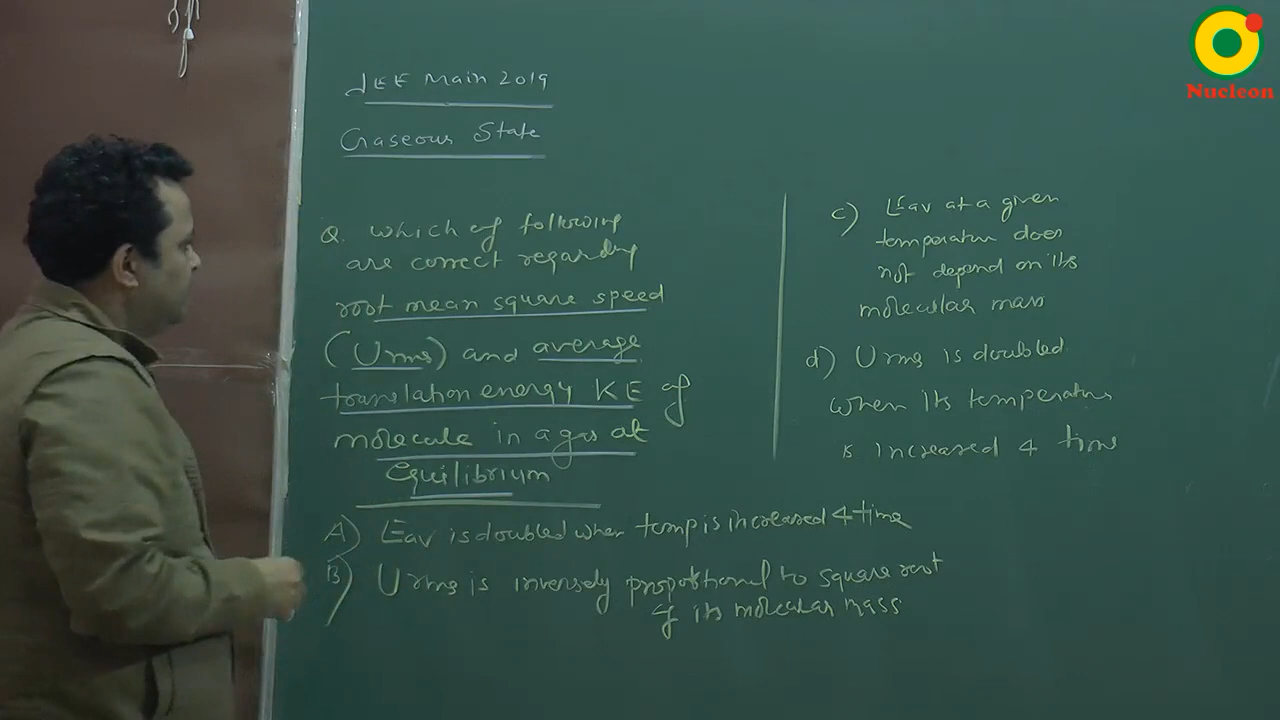 JEE Main 2019
Gaseous State
Q. which of following
are correct regarding
root mean square speed
(Urms) and average
translation energy KE of
molecule in a gas at
Equilibrium
A) Eav is doubled when temp is increased 4 time
B) Urms is inversely proportional to square root
of its molecular mass
c) Eav at a given
temperature does
not depend on its
molecular mass
d) Urms is doubled
when its temperature
is increased 4 time
Nucleon